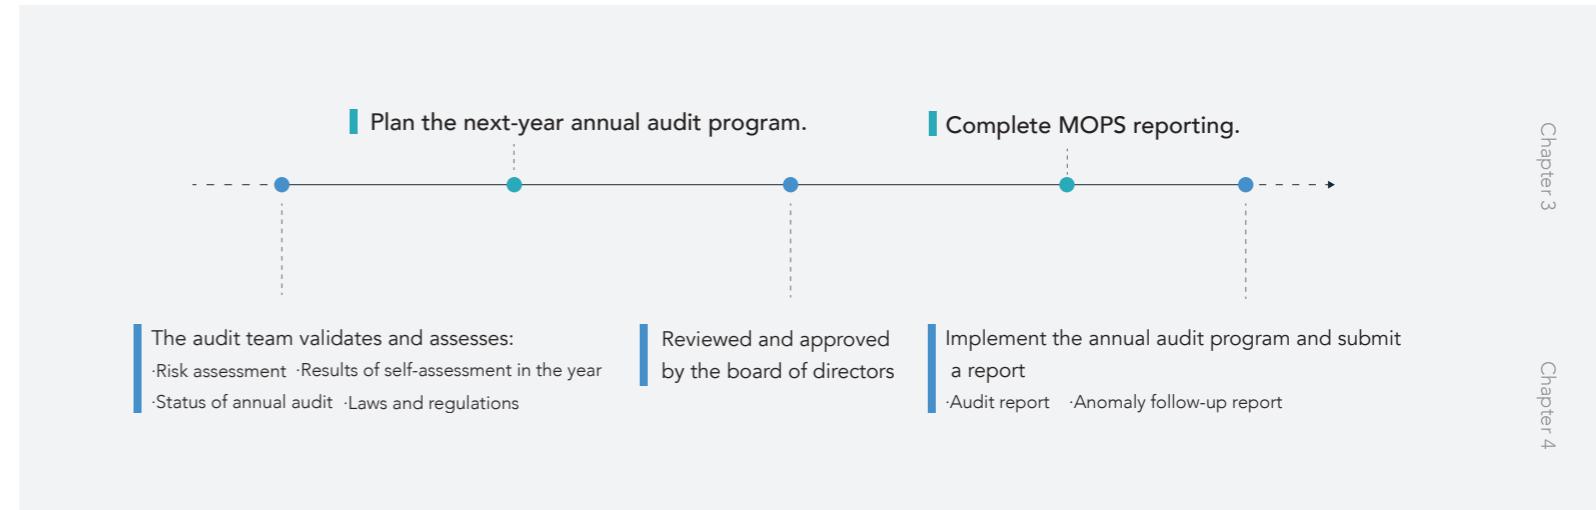 Plan the next-year annual audit program.
Complete MOPS reporting.
The audit team validates and assesses:
·Risk assessment ·Results of self-assessment in the year
·Status of annual audit ·Laws and regulations
Reviewed and approved
by the board of directors
Implement the annual audit program and submit
a report
·Audit report ·Anomaly follow-up report
Chapter 3
Chapter 4